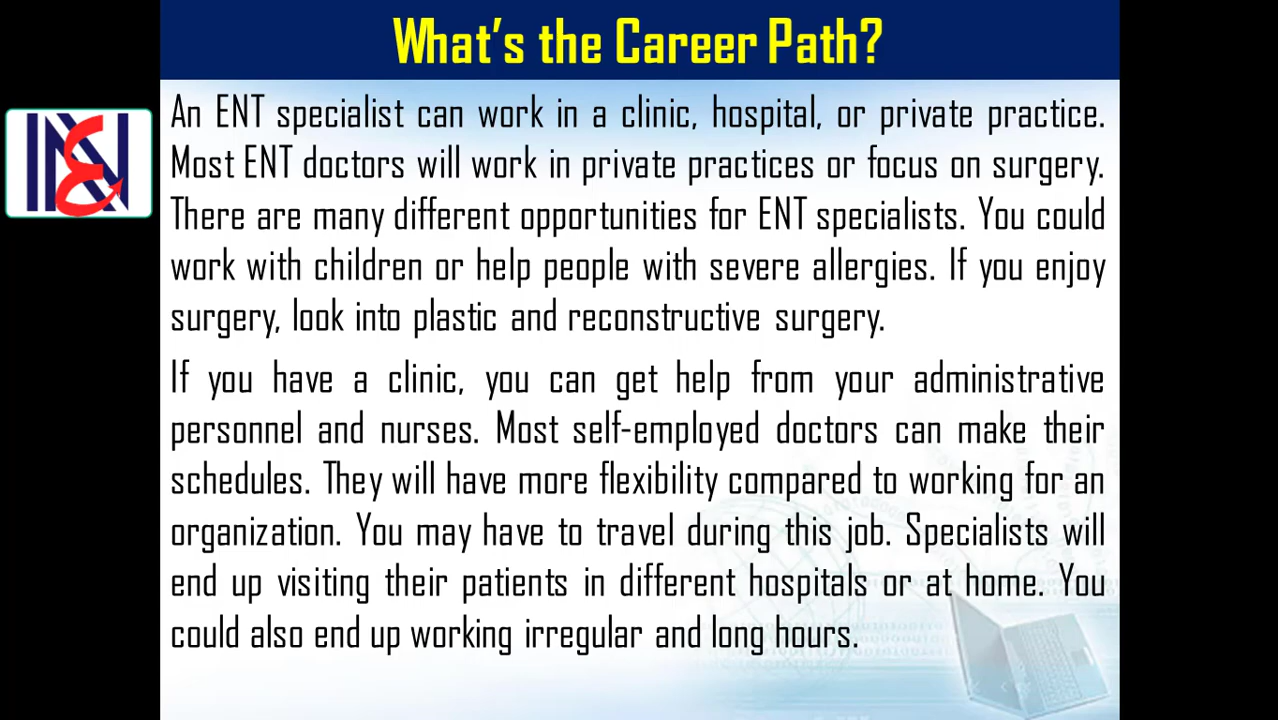 What's the Career Path?
An ENT specialist can work in a clinic, hospital, or private practice.
Most ENT doctors will work in private practices or focus on surgery.
There are many different opportunities for ENT specialists. You could
work with children or help people with severe allergies. If you enjoy
surgery, look into plastic and reconstructive surgery.
If you have a clinic, you can get help from your administrative
personnel and nurses. Most self-employed doctors can make their
schedules. They will have more flexibility compared to working for an
organization. You may have to travel during this job. Specialists will
end up visiting their patients in different hospitals or at home. You
could also end up working irregular and long hours.